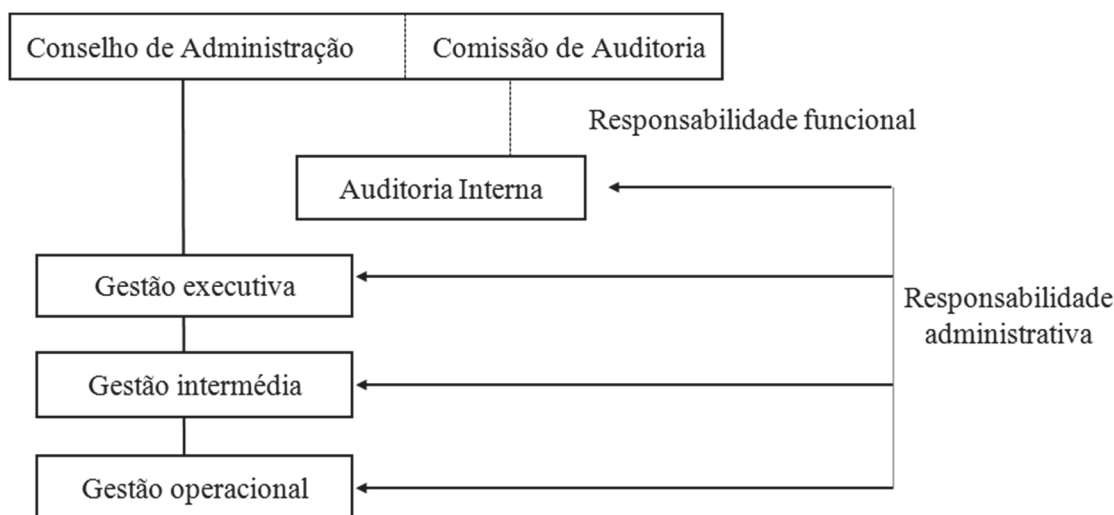 Conselho de Administração
Comissão de Auditoria
Responsabilidade funcional
Auditoria Interna
Gestão executiva
Responsabilidade
administrativa
Gestão intermédia
Gestão operacional